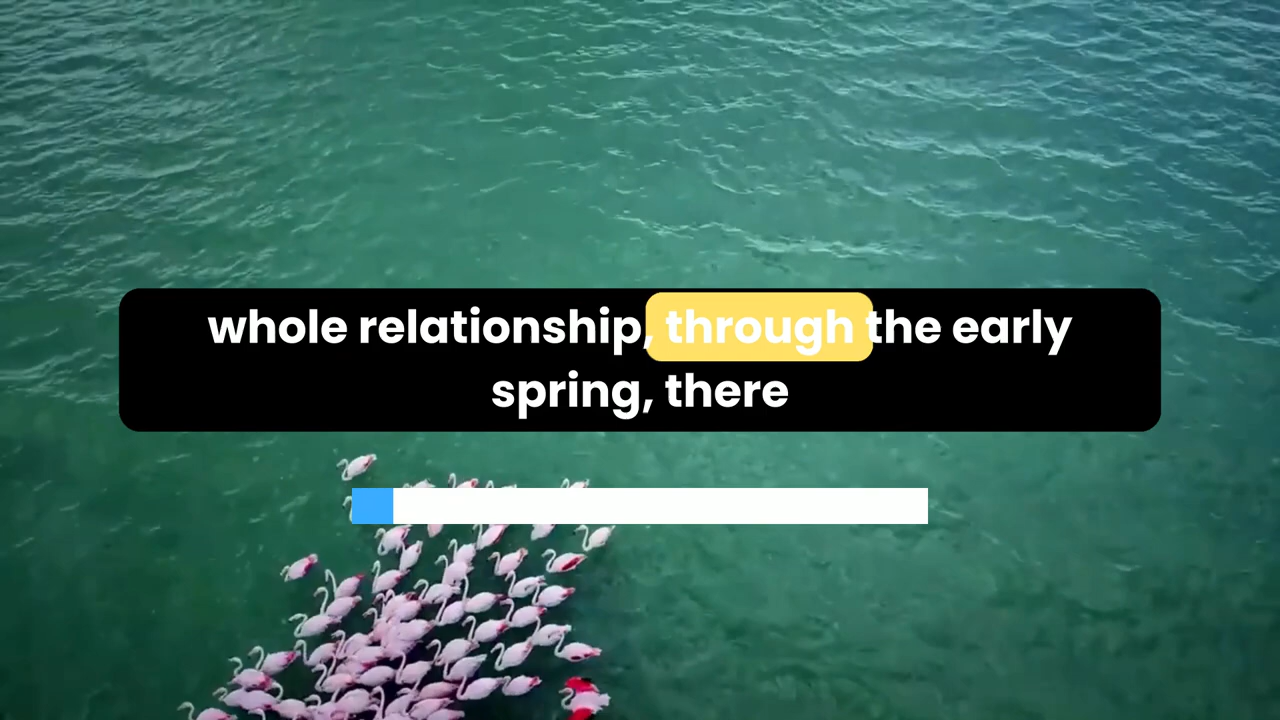 whole relationship, through the early
spring, there